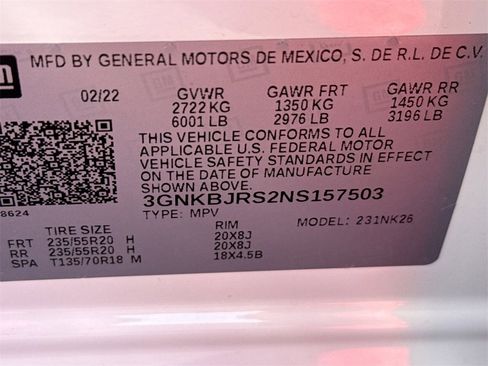 GM MFD BY GENERAL MOTORS DE MEXICO, S. DE R.L. DE C.V.
02/22 GVWR GAWR FRT GAWR RR
2722 KG 1350 KG 1450 KG
6001 LB 2976 LB 3196 LB
THIS VEHICLE CONFORMS TO ALL
APPLICABLE U.S. FEDERAL MOTOR
VEHICLE SAFETY STANDARDS IN EFFECT
ON THE DATE OF MANUFACTURE
SHOWN ABOVE.
3GNKBJRS2NS157503
8624
TYPE: MPV MODEL: 231NK26
TIRE SIZE RIM
FRT 235/55R20 H 20X8J
RR 235/55R20 H 20X8J
SPA T135/70R18 M 18X4.5B